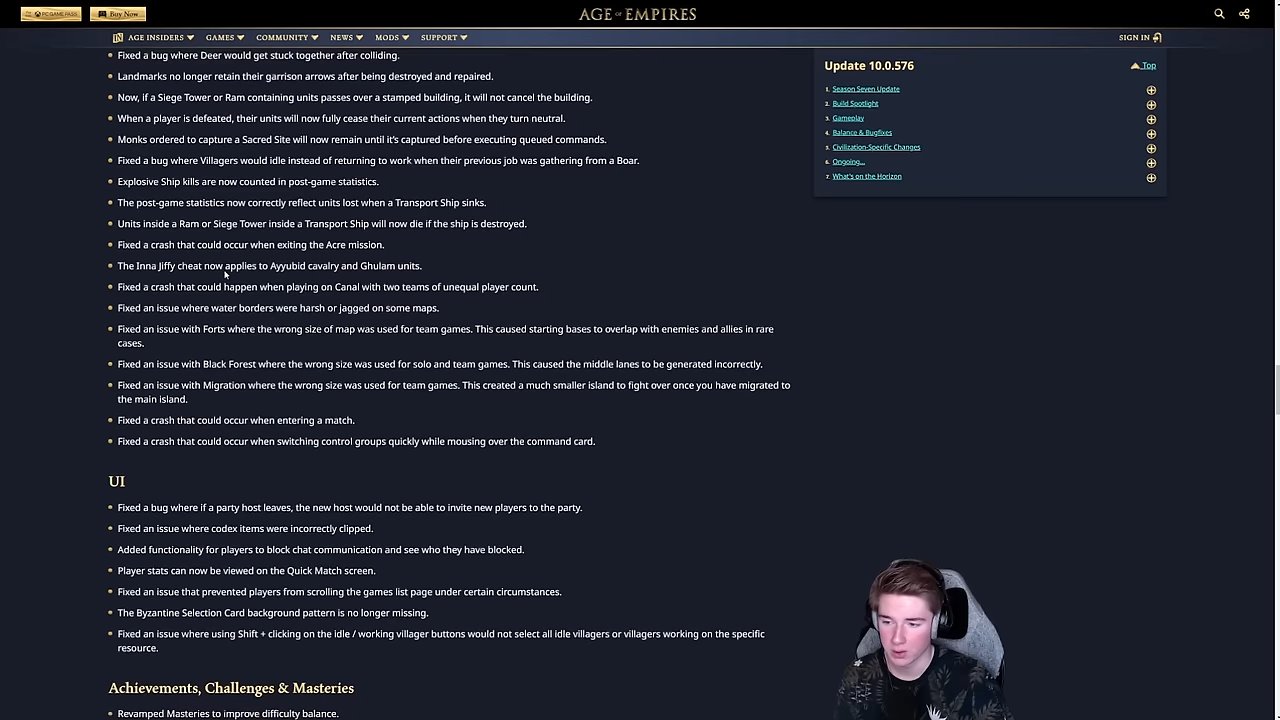 PC GAME PASS
Buy Now
AGE OF EMPIRES
AGE INSIDERS
GAMES
COMMUNITY
NEWS
MODS
SUPPORT
SIGN IN
Fixed a bug where Deer would get stuck together after colliding.
Landmarks no longer retain their garrison arrows after being destroyed and repaired.
Now, if a Siege Tower or Ram containing units passes over a stamped building, it will not cancel the building.
When a player is defeated, their units will now fully cease their current actions when they turn neutral.
Monks ordered to capture a Sacred Site will now remain until it's captured before executing queued commands.
Fixed a bug where Villagers would idle instead of returning to work when their previous job was gathering from a Boar.
Explosive Ship kills are now counted in post-game statistics.
The post-game statistics now correctly reflect units lost when a Transport Ship sinks.
Units inside a Ram or Siege Tower inside a Transport Ship will now die if the ship is destroyed.
Fixed a crash that could occur when exiting the Acre mission.
The Inna Jiffy cheat now applies to Ayyubid cavalry and Ghulam units.
Fixed a crash that could happen when playing on Canal with two teams of unequal player count.
Fixed an issue where water borders were harsh or jagged on some maps.
Fixed an issue with Forts where the wrong size of map was used for team games. This caused starting bases to overlap with enemies and allies in rare
cases.
Fixed an issue with Black Forest where the wrong size was used for solo and team games. This caused the middle lanes to be generated incorrectly.
Fixed an issue with Migration where the wrong size was used for team games. This created a much smaller island to fight over once you have migrated to
the main island.
Fixed a crash that could occur when entering a match.
Fixed a crash that could occur when switching control groups quickly while mousing over the command card.
UI
Fixed a bug where if a party host leaves, the new host would not be able to invite new players to the party.
Fixed an issue where codex items were incorrectly clipped.
Added functionality for players to block chat communication and see who they have blocked.
Player stats can now be viewed on the Quick Match screen.
Fixed an issue that prevented players from scrolling the games list page under certain circumstances.
The Byzantine Selection Card background pattern is no longer missing.
Fixed an issue where using Shift + clicking on the idle / working villager buttons would not select all idle villagers or villagers working on the specific
resource.
Achievements, Challenges & Masteries
Revamped Masteries to improve difficulty balance.
Update 10.0.576
Top
1. Season Seven Update
2. Build Spotlight
3. Gameplay
4. Balance & Bugfixes
5. Civilization-Specific Changes
6. Ongoing...
7. What's on the Horizon